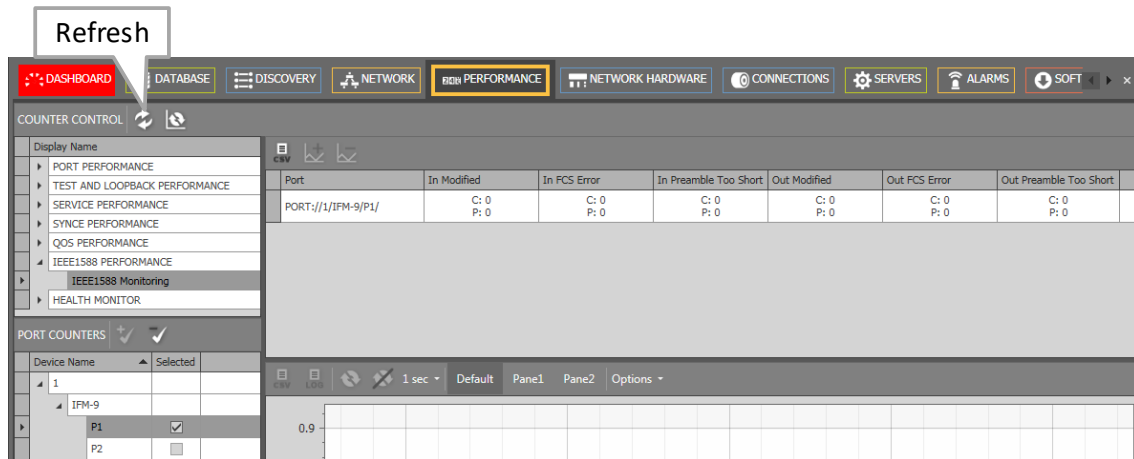 Refresh
DASHBOARD DATABASE DISCOVERY NETWORK PERFORMANCE NETWORK HARDWARE CONNECTIONS SERVERS ALARMS SOFT
COUNTER CONTROL
Display Name
PORT PERFORMANCE
TEST AND LOOPBACK PERFORMANCE
SERVICE PERFORMANCE
SYNCE PERFORMANCE
QOS PERFORMANCE
IEEE1588 PERFORMANCE
IEEE1588 Monitoring
HEALTH MONITOR
CSV
Port In Modified In FCS Error In Preamble Too Short Out Modified Out FCS Error Out Preamble Too Short
PORT://1/IFM-9/P1/ C: 0 C: 0 C: 0 C: 0 C: 0 C: 0
P: 0 P: 0 P: 0 P: 0 P: 0 P: 0
PORT COUNTERS
Device Name Selected
1
IFM-9
P1
P2
CSV LOG 1 sec Default Pane1 Pane2 Options
0.9